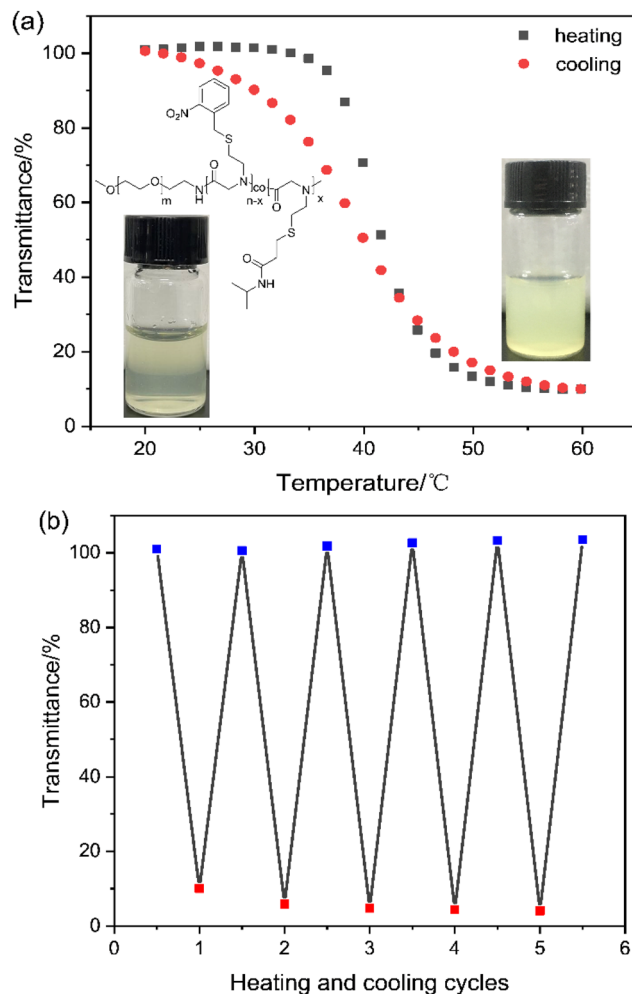 (a)
heating
cooling
Transmittance/%
100
80
60
40
20
0
O₂N
S
O
O
O
N
H
O
N
co
O
N
m
n-x
x
S
O
NH
20
30
40
50
60
Temperature/℃
(b)
Transmittance/%
100
80
60
40
20
0
0
1
2
3
4
5
6
Heating and cooling cycles